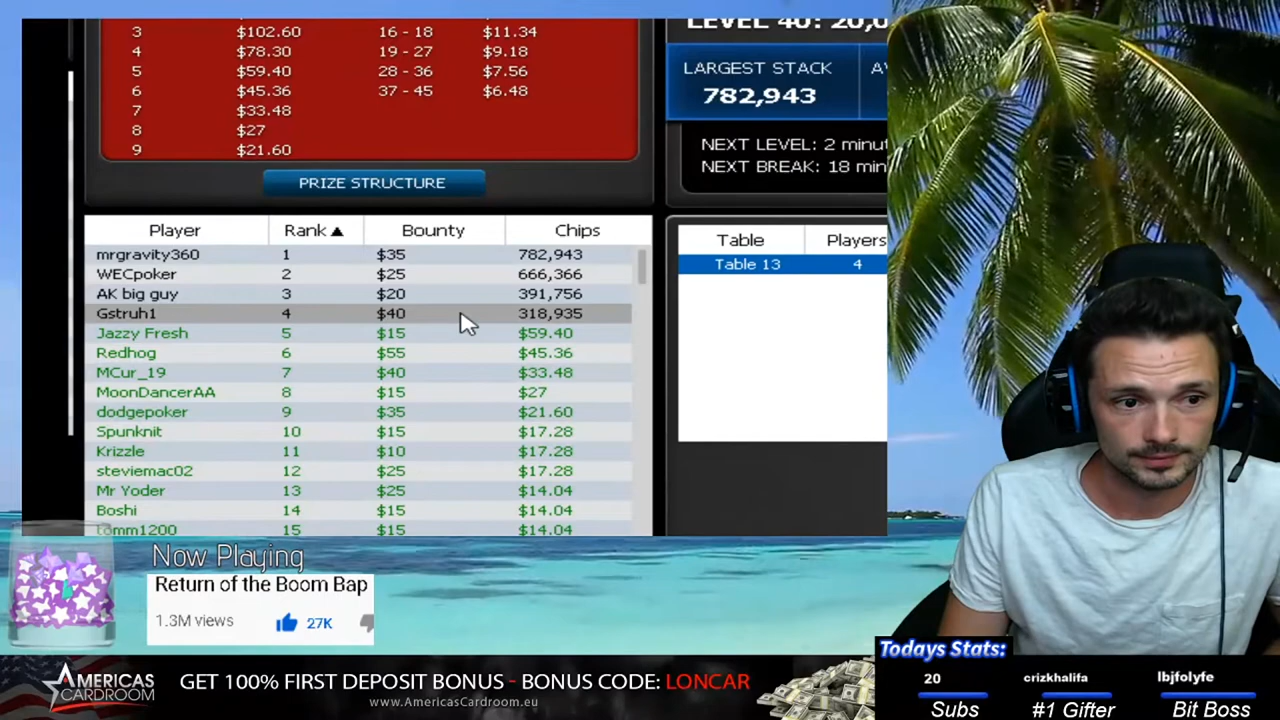 3 $102.60 16 - 18 $11.34
4 $78.30 19 - 27 $9.18
5 $59.40 28 - 36 $7.56
6 $45.36 37 - 45 $6.48
7 $33.48
8 $27
9 $21.60
PRIZE STRUCTURE
LEVEL 40: 20,0
LARGEST STACK
782,943
NEXT LEVEL: 2 minut
NEXT BREAK: 18 min
Player Rank Bounty Chips
mrgravity360 1 $35 782,943
WECpoker 2 $25 666,366
AK big guy 3 $20 391,756
Gstruh1 4 $40 318,935
Jazzy Fresh 5 $15 $59.40
Redhog 6 $55 $45.36
MCur_19 7 $40 $33.48
MoonDancerAA 8 $15 $27
dodgepoker 9 $35 $21.60
Spunknit 10 $15 $17.28
Krizzle 11 $10 $17.28
steviemac02 12 $25 $17.28
Mr Yoder 13 $25 $14.04
Boshi 14 $15 $14.04
tomm1200 15 $15 $14.04
Table Players
Table 13 4
Now Playing
Return of the Boom Bap
1.3M views 27K
AMERICAS
CARDROOM
GET 100% FIRST DEPOSIT BONUS - BONUS CODE: LONCAR
www.AmericasCardroom.eu
Todays Stats:
20 crizkhalifa lbjfolyfe
Subs #1 Gifter Bit Boss